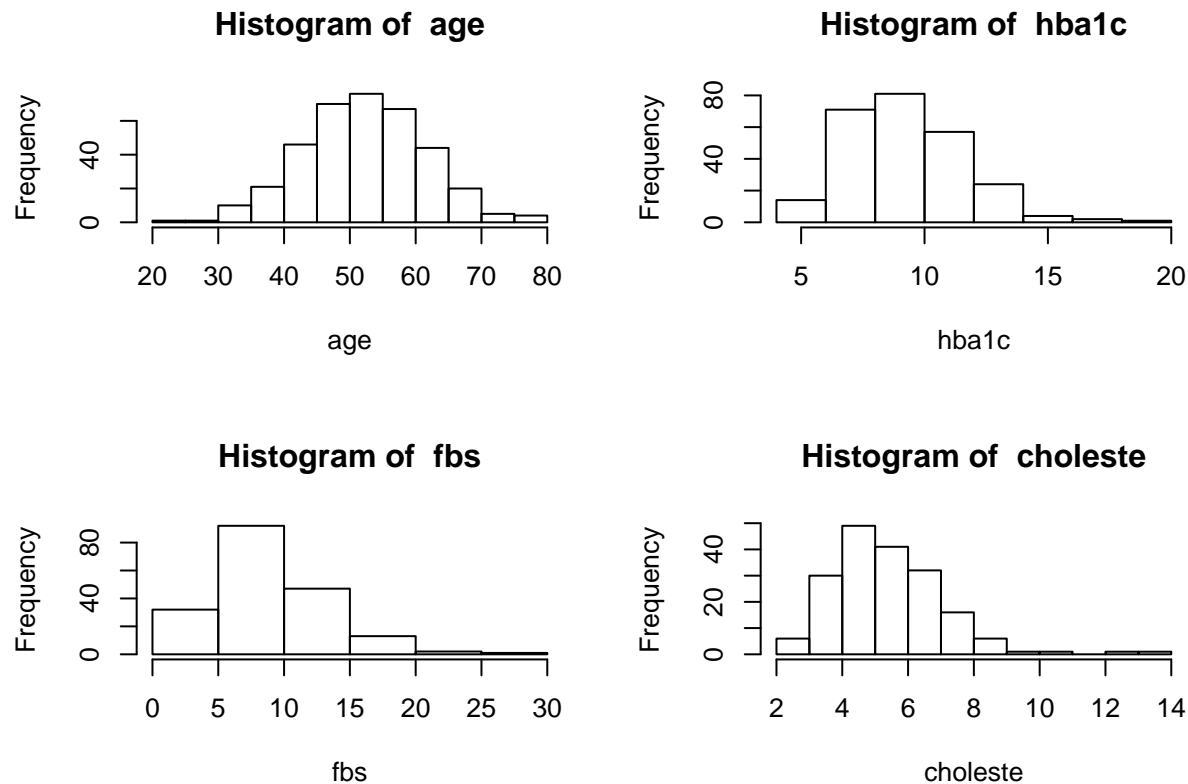 Histogram of  age
Frequency
0
40
20 30 40 50 60 70 80
age
Histogram of  hba1c
Frequency
0
40
80
5 10 15 20
hba1c
Histogram of  fbs
Frequency
0
40
80
0 5 10 15 20 25 30
fbs
Histogram of  choleste
Frequency
0
20
40
2 4 6 8 10 12 14
choleste